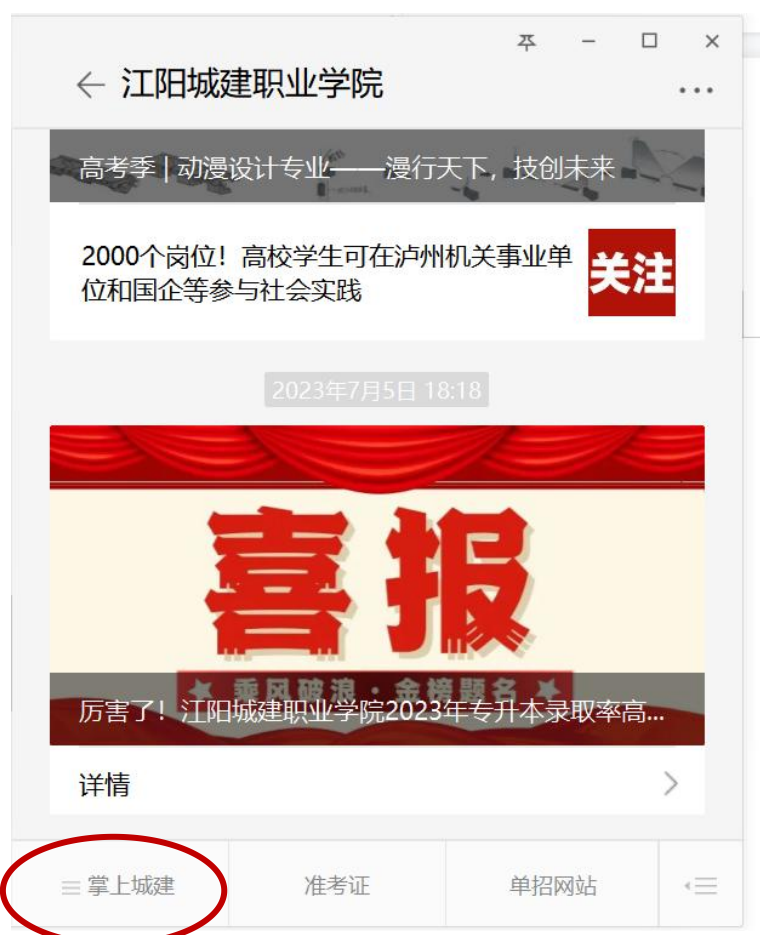 江阳城建职业学院
高考季 | 动漫设计专业——漫行天下，技创未来
2000个岗位！高校学生可在泸州机关事业单
位和国企等参与社会实践
关注
2023年7月5日 18:18
喜报
乘风破浪·金榜题名
厉害了！江阳城建职业学院2023年专升本录取率高...
详情
掌上城建
准考证
单招网站